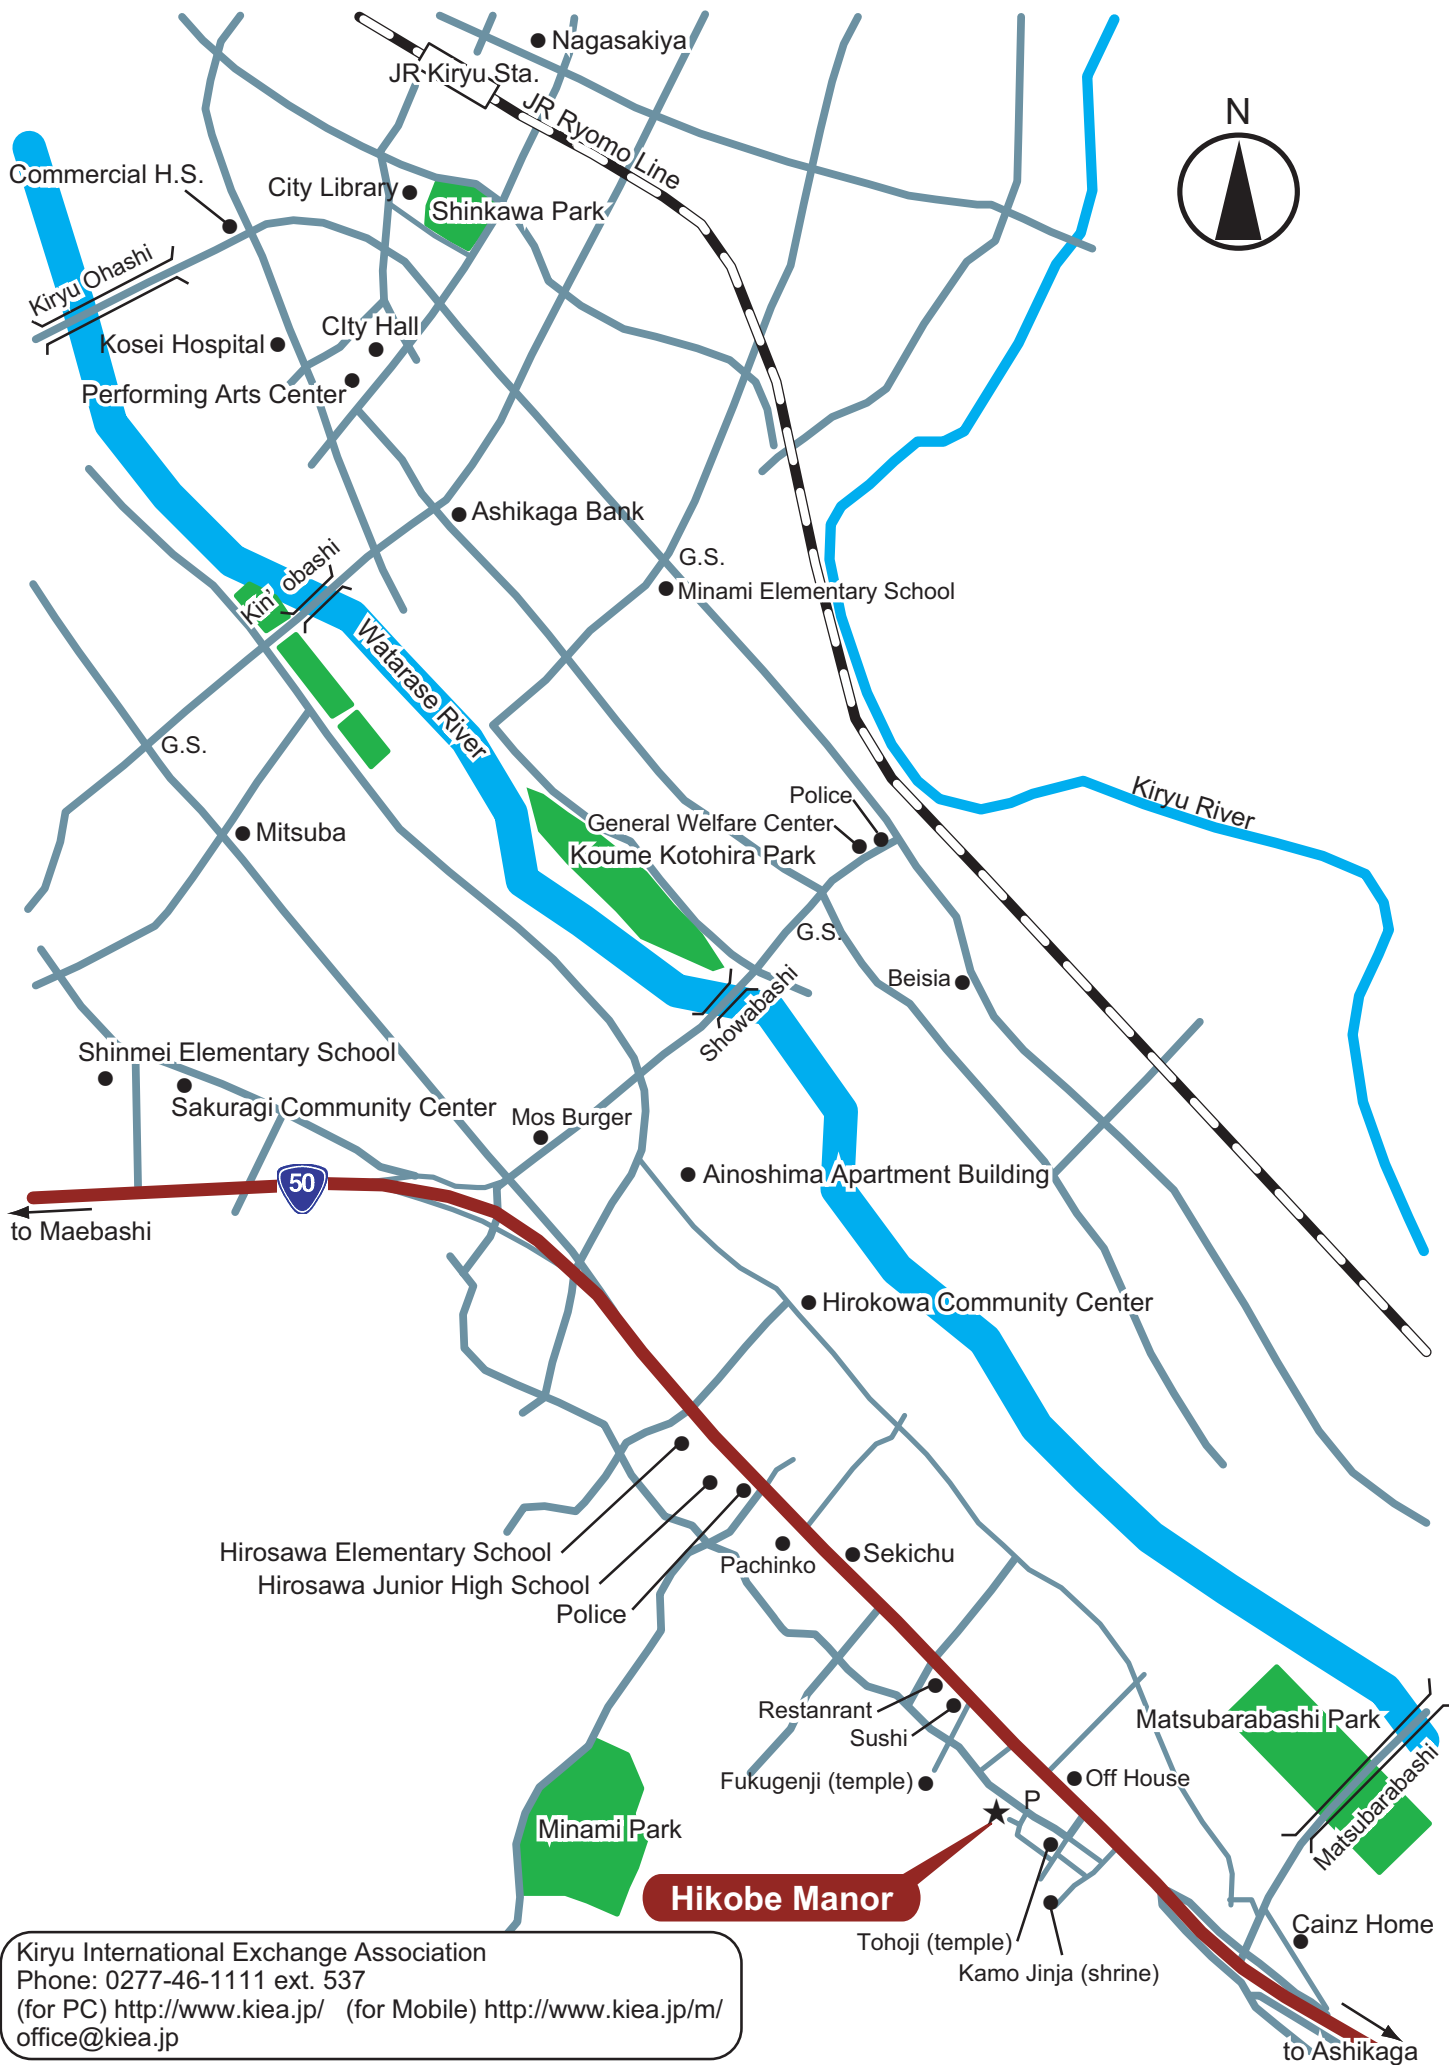 Nagasakiya
JR Kiryu Sta.
JR Ryomo Line
N
Commercial H.S.
City Library
Shinkawa Park
Kiryu Ohashi
CIty Hall
Kosei Hospital
Performing Arts Center
Ashikaga Bank
Kin' obashi
G.S.
Minami Elementary School
Watarase River
G.S.
Mitsuba
Police
General Welfare Center
Koume Kotohira Park
Kiryu River
G.S.
Beisia
Showabashi
Shinmei Elementary School
Sakuragi Community Center
Mos Burger
Ainoshima Apartment Building
50
to Maebashi
Hirokowa Community Center
Hirosawa Elementary School
Hirosawa Junior High School
Police
Pachinko
Sekichu
Restanrant
Sushi
Matsubarabashi Park
Fukugenji (temple)
Off House
P
Matsubarabashi
Minami Park
Hikobe Manor
Tohoji (temple)
Kamo Jinja (shrine)
Cainz Home
to Ashikaga
Kiryu International Exchange Association
Phone: 0277-46-1111 ext. 537
(for PC) http://www.kiea.jp/ (for Mobile) http://www.kiea.jp/m/
office@kiea.jp